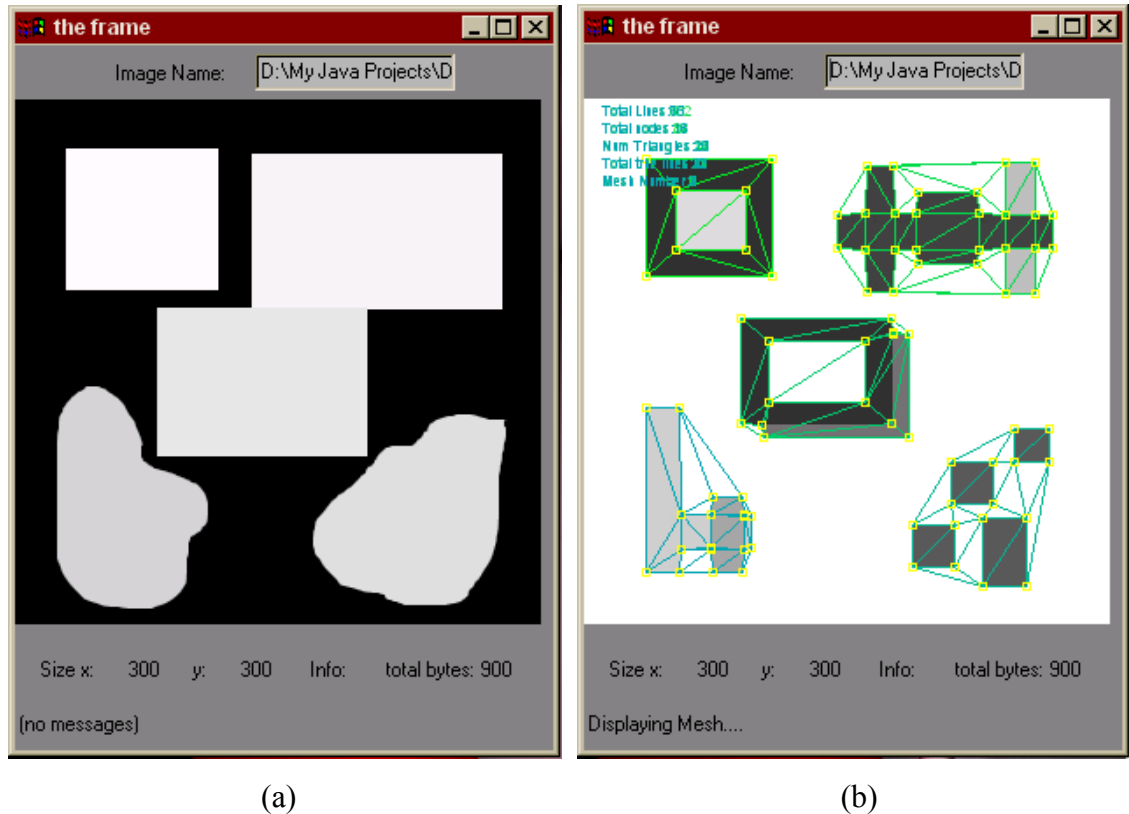 the frame
Image Name: D:\My Java Projects\D
Size x: 300 y: 300 Info: total bytes: 900
(no messages)
(a)
the frame
Image Name: D:\My Java Projects\D
Total Lines
Total nodes
Num Triangles
Total lines
Mesh Number
Size x: 300 y: 300 Info: total bytes: 900
Displaying Mesh....
(b)